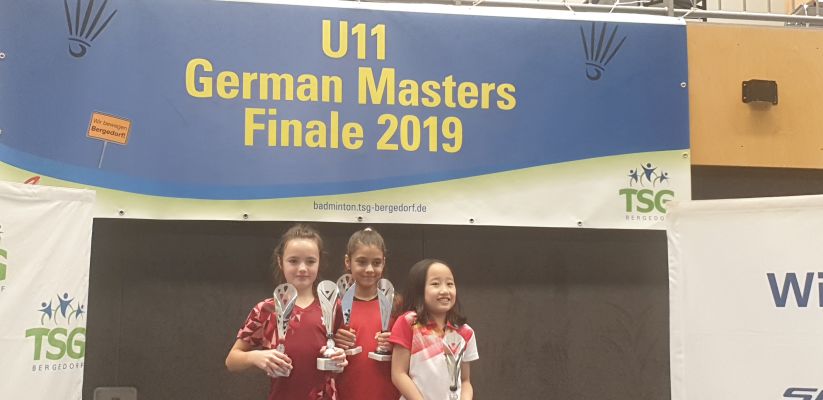 U11
German Masters
Finale 2019
Wir bewegen
Bergedorf!
badminton.tsg-bergedorf.de
TSG
BERGEDORF
TSG
BERGEDORF
Wi